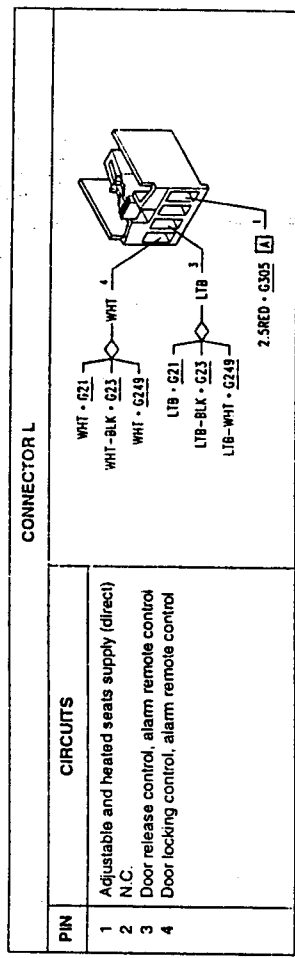 CONNECTOR L
PIN CIRCUITS
1 Adjustable and heated seats supply (direct)
2 N.C.
3 Door release control, alarm remote control
4 Door locking control, alarm remote control
WHT • G21
WHT-BLK • G23
WHT • G249
WHT 4
LTB • G21
LTB-BLK • G23
LTB-WHT • G249
LTB 3
2.5RED • G305 A 1